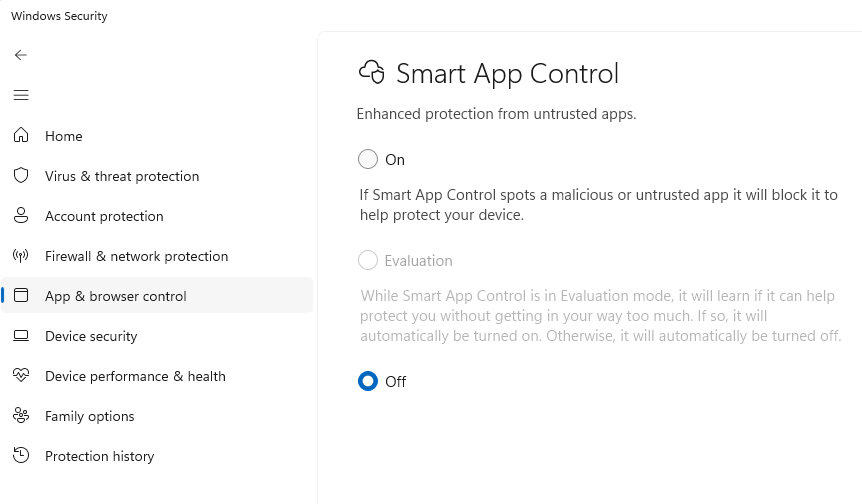 Windows Security
Home
Virus & threat protection
Account protection
Firewall & network protection
App & browser control
Device security
Device performance & health
Family options
Protection history
Smart App Control
Enhanced protection from untrusted apps.
On
If Smart App Control spots a malicious or untrusted app it will block it to
help protect your device.
Evaluation
While Smart App Control is in Evaluation mode, it will learn if it can help
protect you without getting in your way too much. If so, it will
automatically be turned on. Otherwise, it will automatically be turned off.
Off